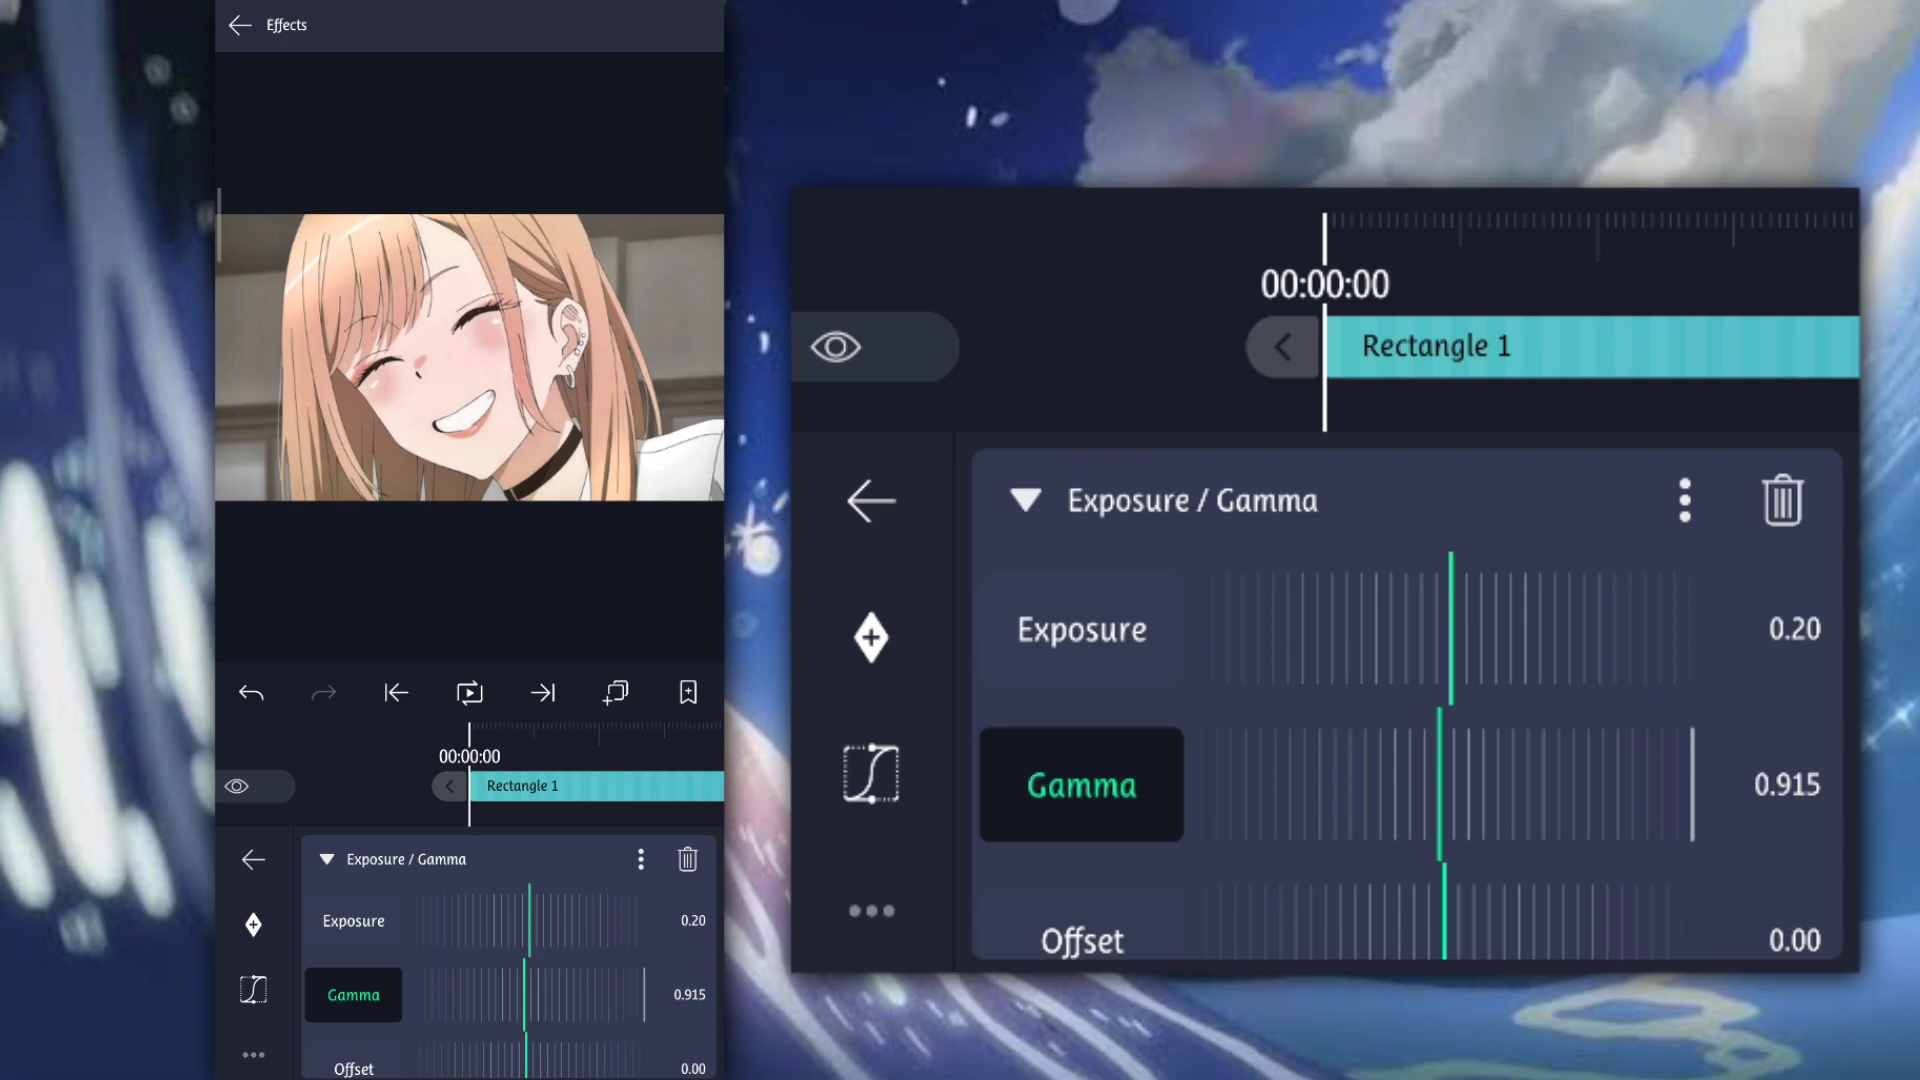 Effects
00:00:00
Rectangle 1
Exposure / Gamma
Exposure 0.20
Gamma 0.915
Offset 0.00
00:00:00
Rectangle 1
Exposure / Gamma
Exposure 0.20
Gamma 0.915
Offset 0.00